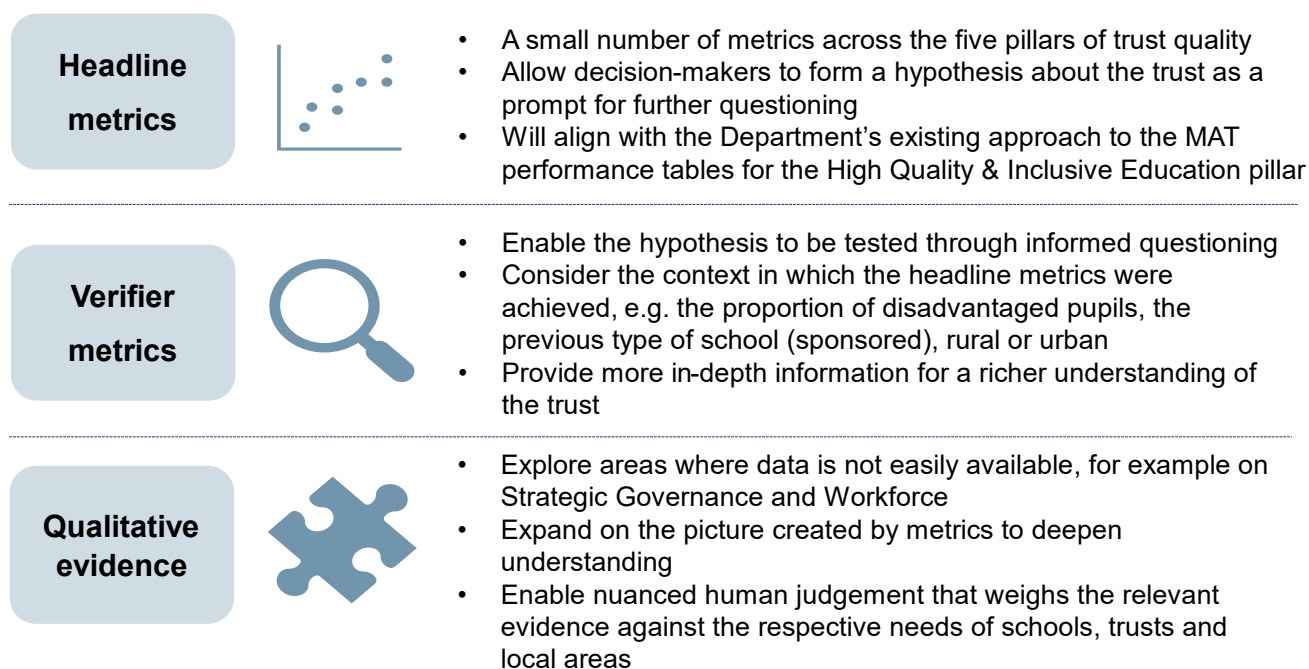 Headline
metrics
• A small number of metrics across the five pillars of trust quality
• Allow decision-makers to form a hypothesis about the trust as a
prompt for further questioning
• Will align with the Department’s existing approach to the MAT
performance tables for the High Quality & Inclusive Education pillar
Verifier
metrics
• Enable the hypothesis to be tested through informed questioning
• Consider the context in which the headline metrics were
achieved, e.g. the proportion of disadvantaged pupils, the
previous type of school (sponsored), rural or urban
• Provide more in-depth information for a richer understanding of
the trust
Qualitative
evidence
• Explore areas where data is not easily available, for example on
Strategic Governance and Workforce
• Expand on the picture created by metrics to deepen
understanding
• Enable nuanced human judgement that weighs the relevant
evidence against the respective needs of schools, trusts and
local areas